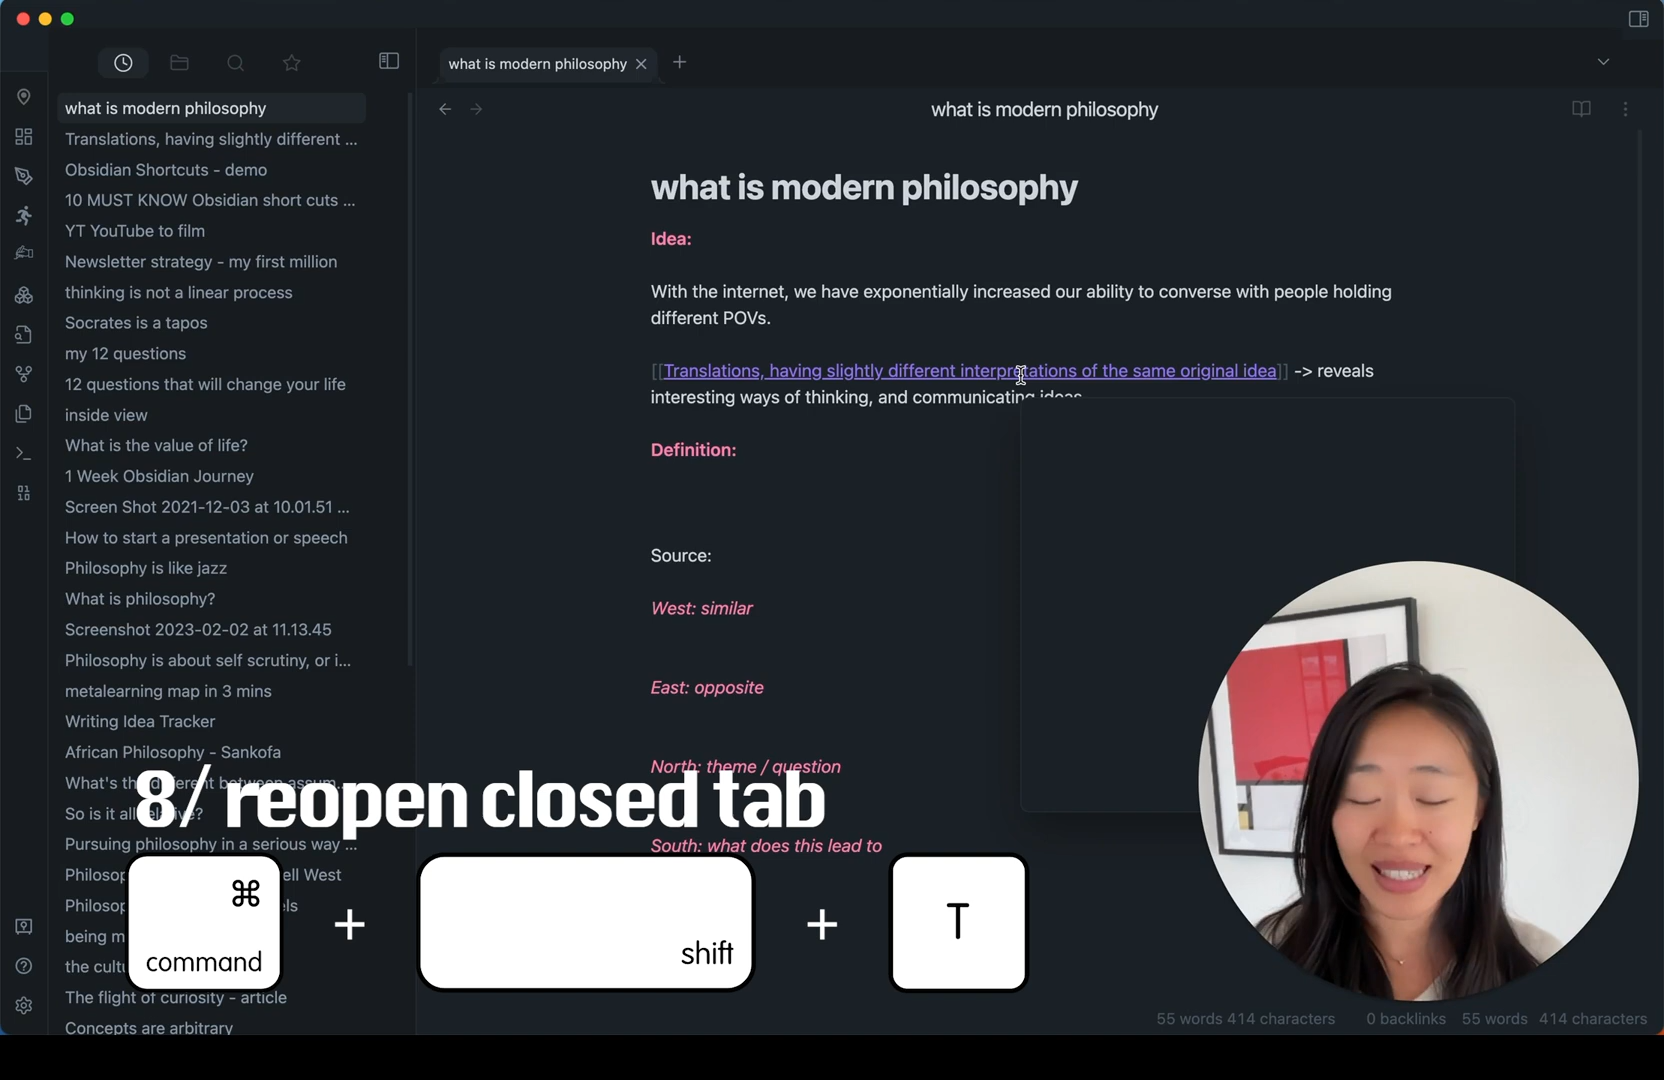 what is modern philosophy
what is modern philosophy
Translations, having slightly different ...
Obsidian Shortcuts - demo
10 MUST KNOW Obsidian short cuts ...
YT YouTube to film
Newsletter strategy - my first million
thinking is not a linear process
Socrates is a tapos
my 12 questions
12 questions that will change your life
inside view
What is the value of life?
1 Week Obsidian Journey
Screen Shot 2021-12-03 at 10.01.51 ...
How to start a presentation or speech
Philosophy is like jazz
What is philosophy?
Screenshot 2023-02-02 at 11.13.45
Philosophy is about self scrutiny, or i...
metalearning map in 3 mins
Writing Idea Tracker
African Philosophy - Sankofa
What's
So is it all
Pursuing philosophy in a serious way ...
ell West
being
The flight of curiosity - article
Concepts are arbitrary
what is modern philosophy
what is modern philosophy
Idea:
With the internet, we have exponentially increased our ability to converse with people holding
different POVs.
[[Translations, having slightly different interpretations of the same original idea]] -> reveals
interesting ways of thinking, and communicating ideas
Definition:
Source:
West: similar
East: opposite
North: theme / question
South: what does this lead to
8/ reopen closed tab
⌘
command
+
shift
+
T
55 words 414 characters
0 backlinks
55 words
414 characters